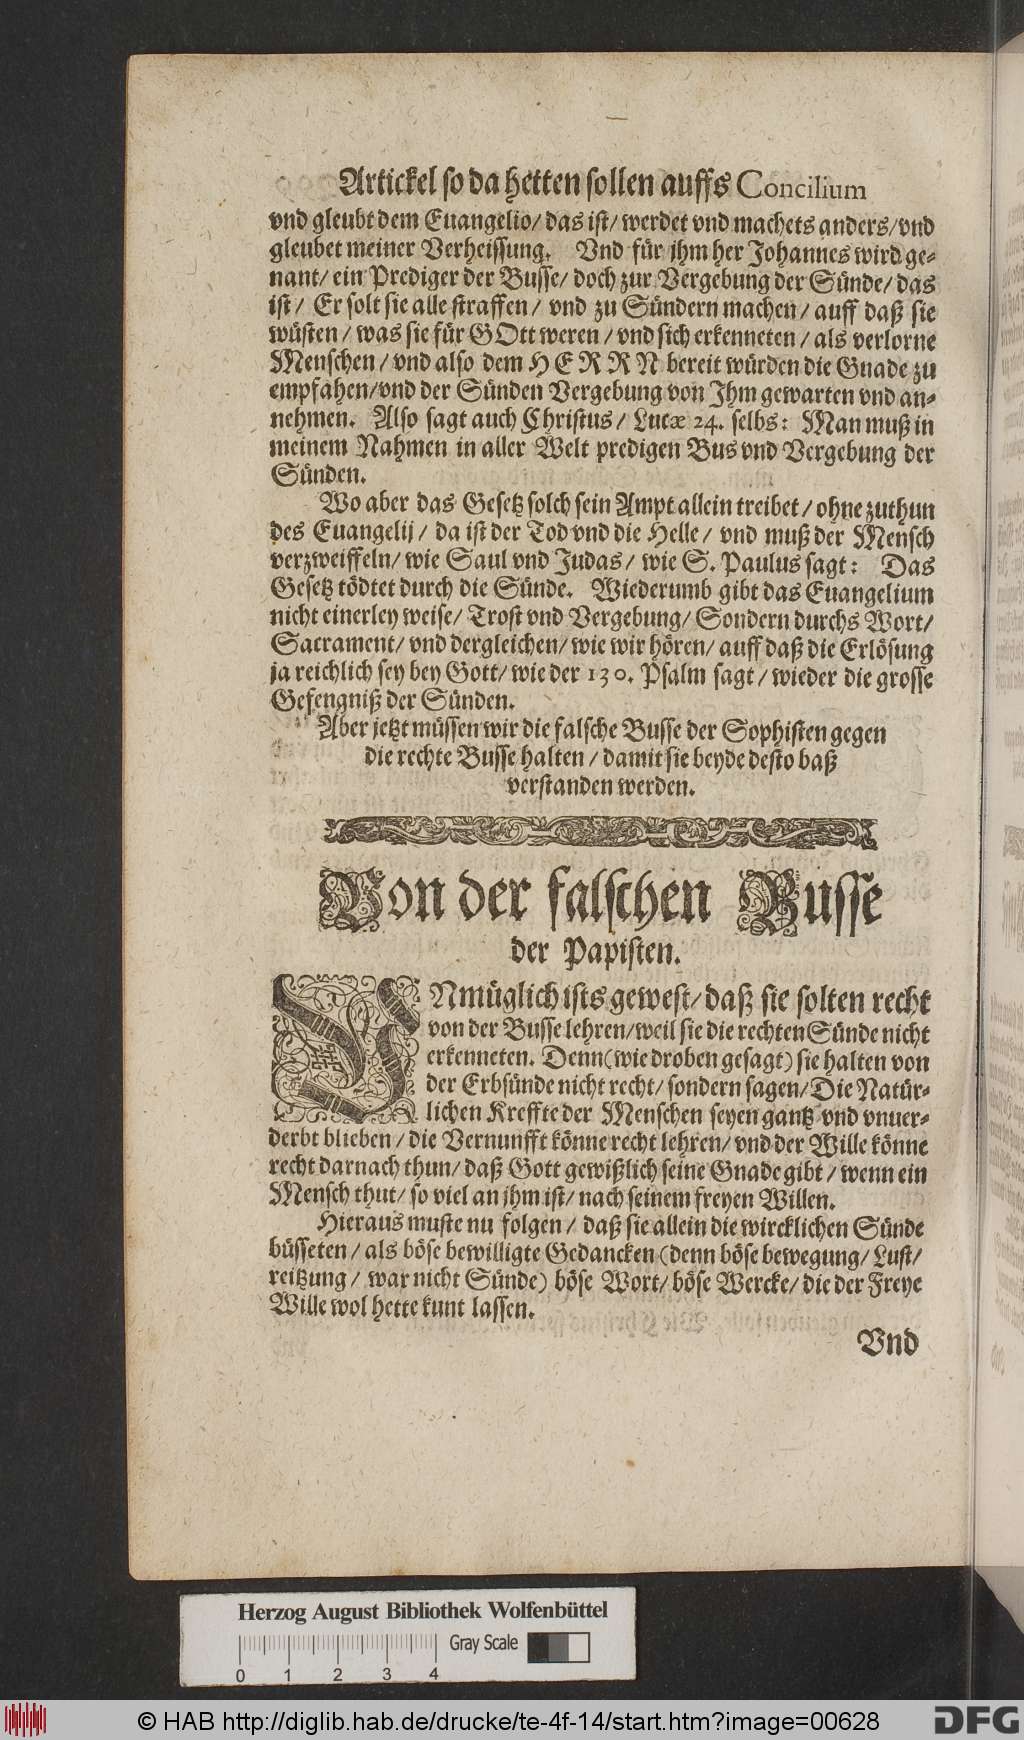 Artickel so da hetten sollen auffs Concilium
vnd gleubt dem Euangelio/ das ist/ werdet vnd machets anders/vnd
gleubet meiner Verheissung. Vnd für jhm her Johannes wird ge-
nant/ ein Prediger der Busse/ doch zur Vergebung der Sünde/ das
ist/ Er solt sie alle straffen/ vnd zu Sündern machen/ auff daß sie
wüsten/ was sie für GOtt weren/ vnd sich erkenneten/ als verlorne
Menschen/ vnd also dem HERRN bereit würden die Gnade zu
empfahen/vnd der Sünden Vergebung von Ihm gewarten vnd an-
nehmen. Also sagt auch Christus/ Lucæ 24. selbs: Man muß in
meinem Nahmen in aller Welt predigen Bus vnd Vergebung der
Sünden.
Wo aber das Gesetz solch sein Ampt allein treibet/ ohne zuthun
des Euangelij/ da ist der Tod vnd die Helle/ vnd muß der Mensch
verzweiffeln/ wie Saul vnd Judas/ wie S. Paulus sagt: Das
Gesetz tödtet durch die Sünde. Wiederumb gibt das Euangelium
nicht einerley weise/ Trost vnd Vergebung/ Sondern durchs Wort/
Sacrament/ vnd dergleichen/ wie wir hören/ auff daß die Erlösung
ja reichlich sey bey Gott/ wie der 130. Psalm sagt/ wieder die grosse
Gefengniß der Sünden.
Aber jetzt müssen wir die falsche Busse der Sophisten gegen
die rechte Busse halten/ damit sie beyde desto baß
verstanden werden.
Von der falschen Busse
der Papisten.
VNmüglich ists gewest/ daß sie solten recht
von der Busse lehren/weil sie die rechten Sünde nicht
erkenneten. Denn (wie droben gesagt) sie halten von
der Erbsünde nicht recht/ sondern sagen/ Die Natür-
lichen Kreffte der Menschen seyen gantz vnd vnuer-
derbt blieben/ die Vernunfft könne recht lehren/ vnd der Wille könne
recht darnach thun/ daß Gott gewißlich seine Gnade gibt/ wenn ein
Mensch thut/ so viel an jhm ist/ nach seinem freyen Willen.
Hieraus muste nu folgen/ daß sie allein die wircklichen Sünde
büsseten/ als böse bewilligte Gedancken (denn böse bewegung/ Lust/
reitzung/ war nicht Sünde) böse Wort/ böse Wercke/ die der Freye
Wille wol hette kunt lassen.
Vnd
Herzog August Bibliothek Wolfenbüttel
Gray Scale
0 1 2 3 4
© HAB http://diglib.hab.de/drucke/te-4f-14/start.htm?image=00628
DFG